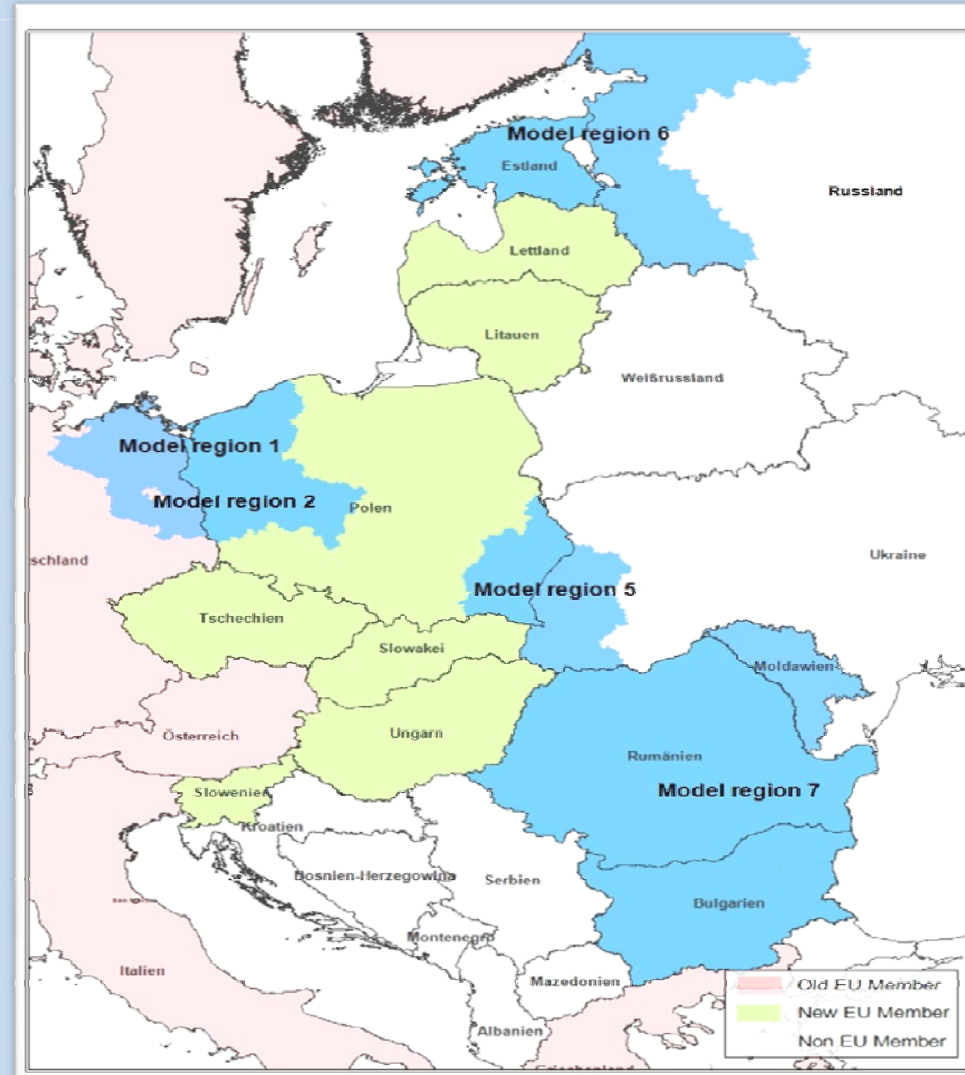 Model region 6
Estland
Russland
Lettland
Litauen
Weißrussland
Model region 1
Model region 2
Polen
schland
Ukraine
Model region 5
Tschechien
Slowakei
Moldawien
Österreich
Ungarn
Rumänien
Slowenien
Model region 7
Kroatien
Bosnien-Herzegowina
Serbien
Bulgarien
Montenegro
Italien
Mazedonien
Albanien
Griechenland
Old EU Member
New EU Member
Non EU Member